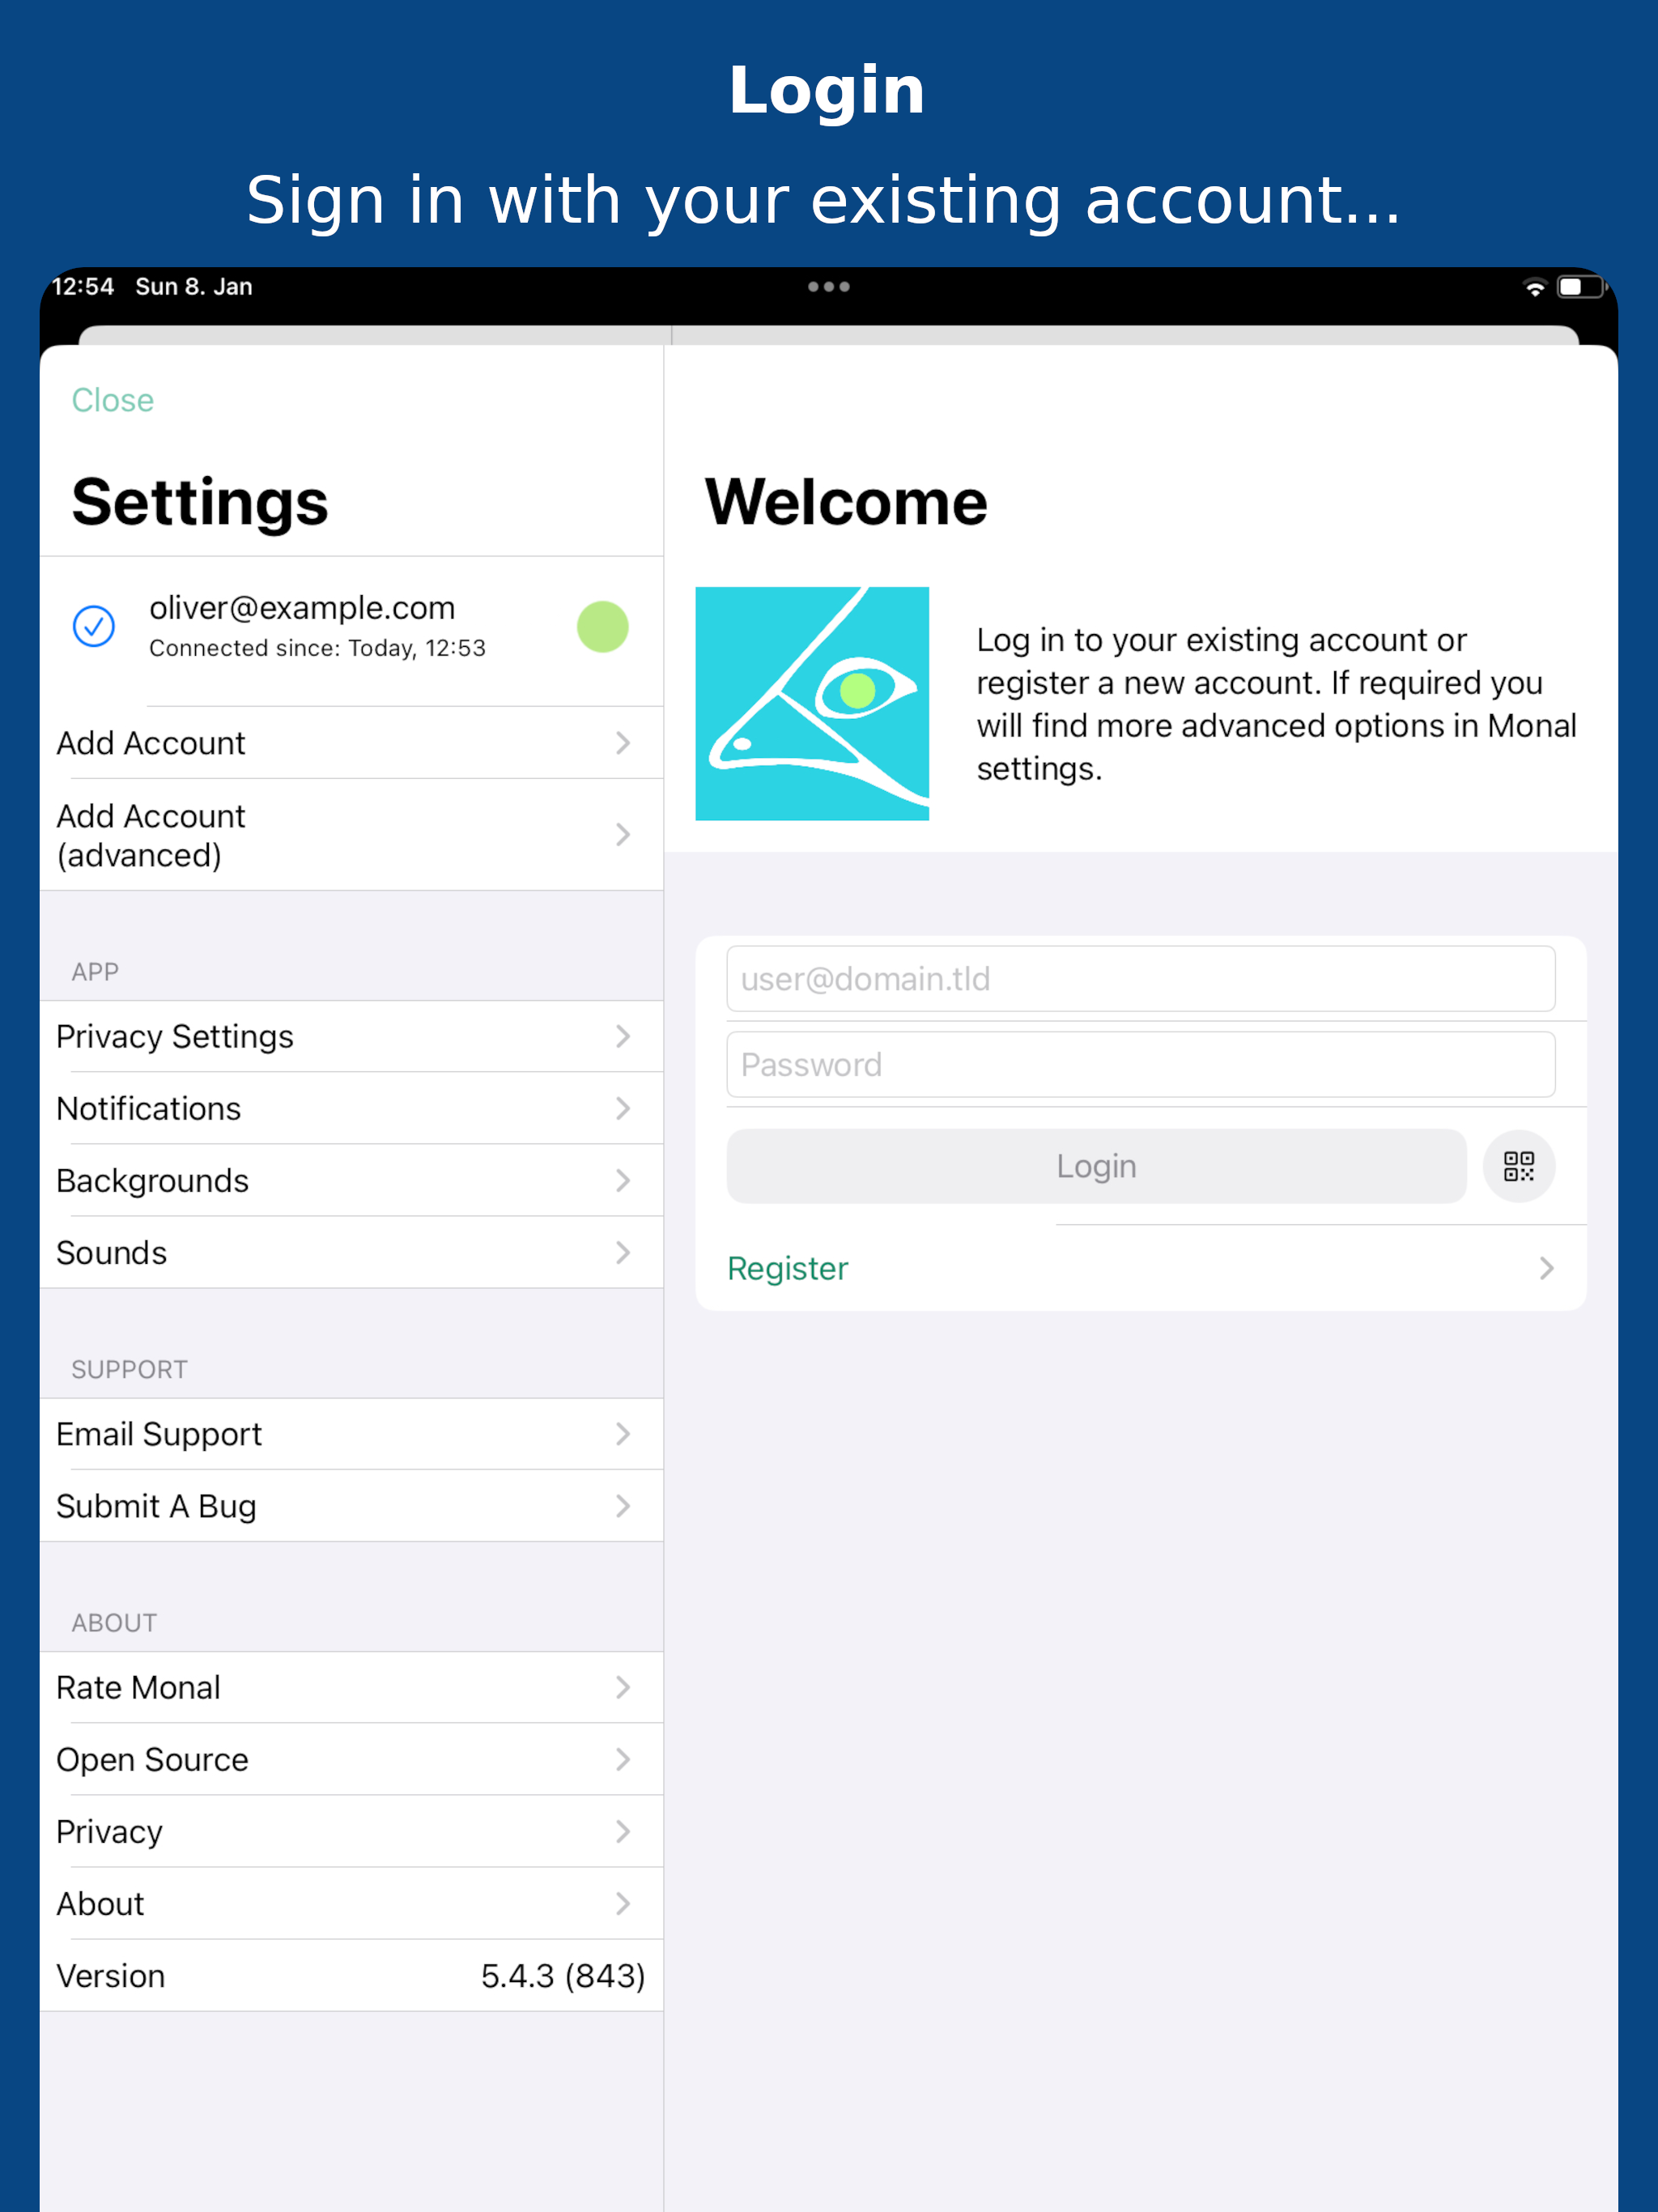 Login
Sign in with your existing account...
12:54 Sun 8. Jan
Close
Settings
oliver@example.com
Connected since: Today, 12:53
Add Account
Add Account
(advanced)
APP
Privacy Settings
Notifications
Backgrounds
Sounds
SUPPORT
Email Support
Submit A Bug
ABOUT
Rate Monal
Open Source
Privacy
About
Version 5.4.3 (843)
Welcome
Log in to your existing account or
register a new account. If required you
will find more advanced options in Monal
settings.
user@domain.tld
Password
Login
Register